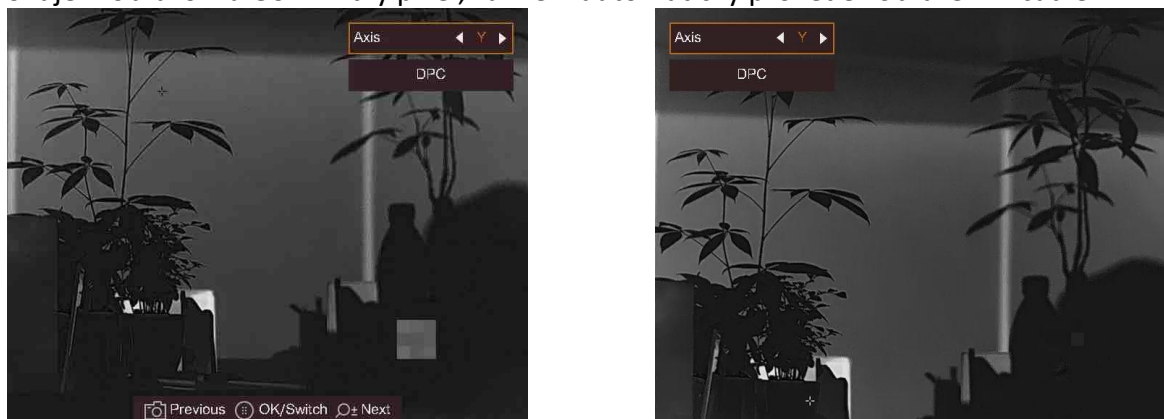 Axis ◀ Y ▶
DPC
Previous OK/Switch Next
Axis ◀ Y ▶
DPC